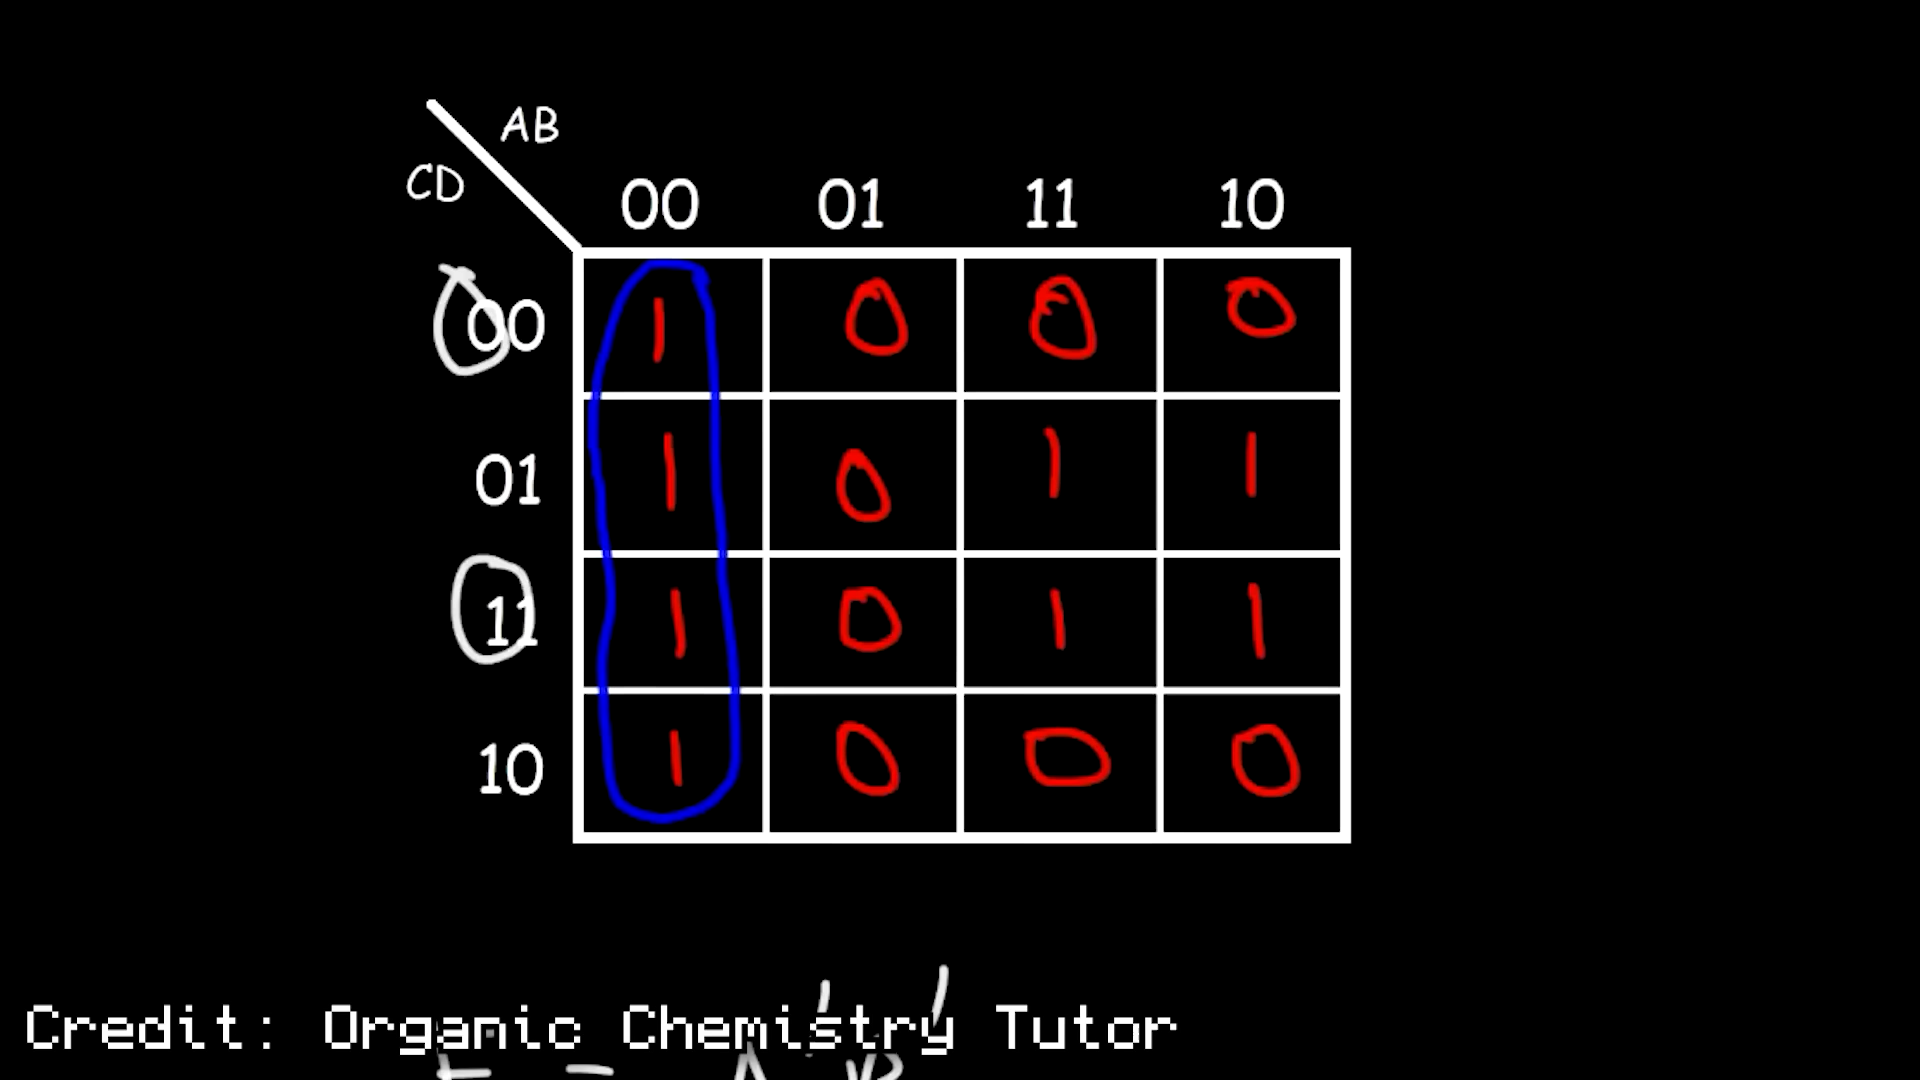 AB
CD
00 01 11 10
00 1 0 0 0
01 1 0 1 1
11 1 0 1 1
10 1 0 0 0
Credit: Organic Chemistry Tutor